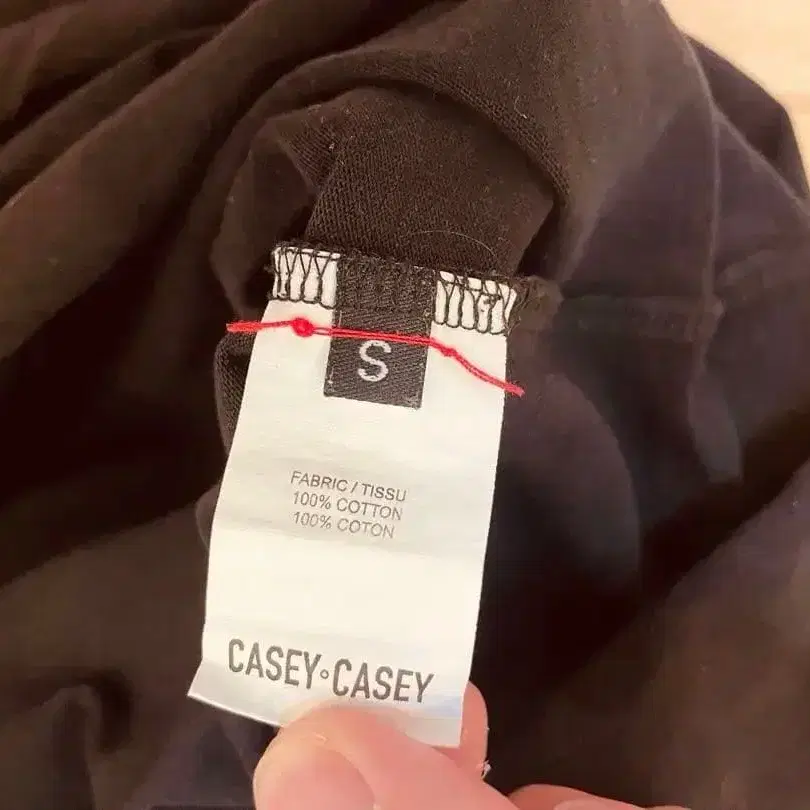 S
FABRIC / TISSU
100% COTTON
100% COTON
CASEY◦CASEY